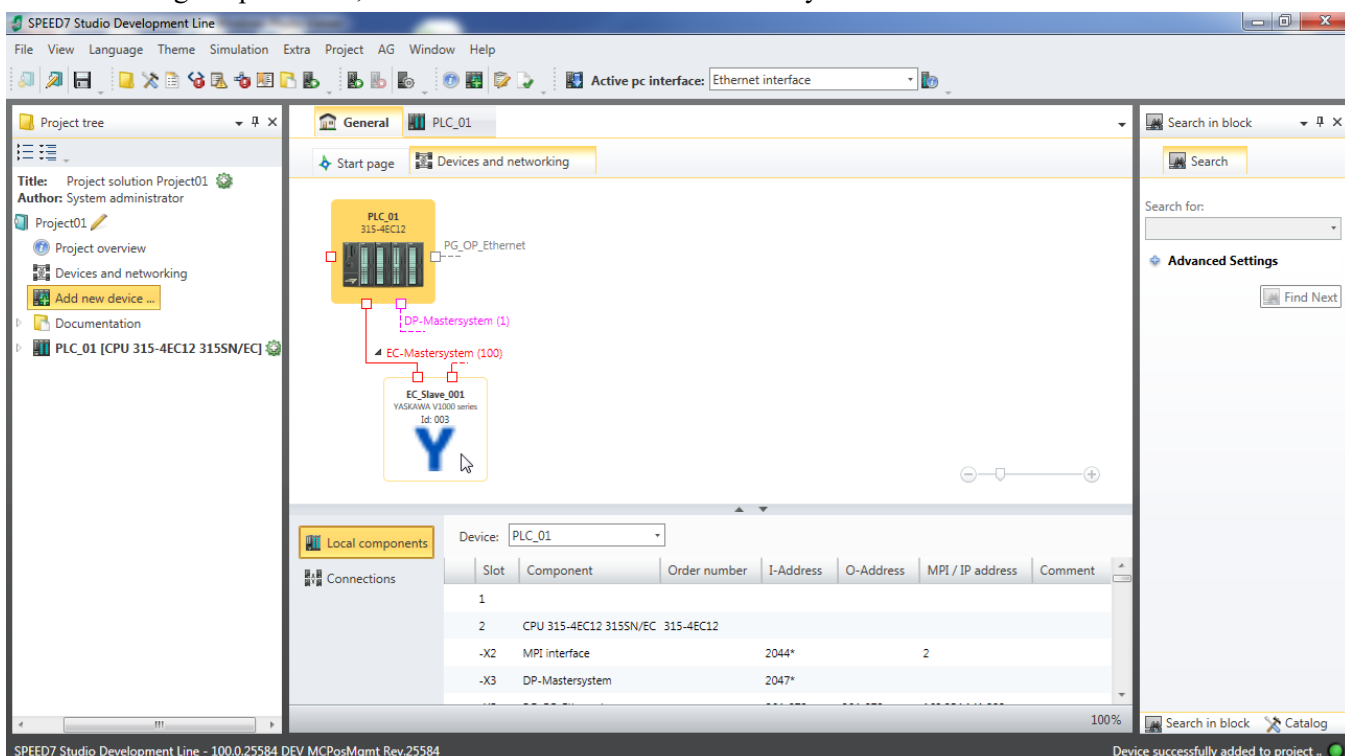 SPEED7 Studio Development Line
File View Language Theme Simulation Extra Project AG Window Help
Active pc interface: Ethernet interface
Project tree
Title: Project solution Project01
Author: System administrator
Project01
Project overview
Devices and networking
Add new device ...
Documentation
PLC_01 [CPU 315-4EC12 315SN/EC]
General PLC_01
Start page Devices and networking
PLC_01
315-4EC12
PG_OP_Ethernet
DP-Mastersystem (1)
EC-Mastersystem (100)
EC_Slave_001
YASKAWA V1000 series
Id: 003
Y
Local components
Connections
Device: PLC_01
Slot Component Order number I-Address O-Address MPI / IP address Comment
1
2 CPU 315-4EC12 315SN/EC 315-4EC12
-X2 MPI interface 2044* 2
-X3 DP-Mastersystem 2047*
100%
Search in block
Search
Search for:
Advanced Settings
Find Next
Search in block Catalog
SPEED7 Studio Development Line - 100.0.25584 DEV MCPosMgmt Rev.25584
Device successfully added to project ..